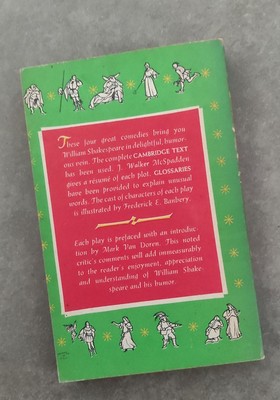 These four great comedies bring you
William Shakespeare in delightful, humor-
ous vein. The complete CAMBRIDGE TEXT
has been used. J. Walker McSpadden
gives a résumé of each plot. GLOSSARIES
have been provided to explain unusual
words. The cast of characters of each play
is illustrated by Frederick E. Banbery.
Each play is prefaced with an introduc-
tion by Mark Van Doren. This noted
critic's comments will add immeasurably
to the reader's enjoyment, appreciation
and understanding of William Shake-
speare and his humor.